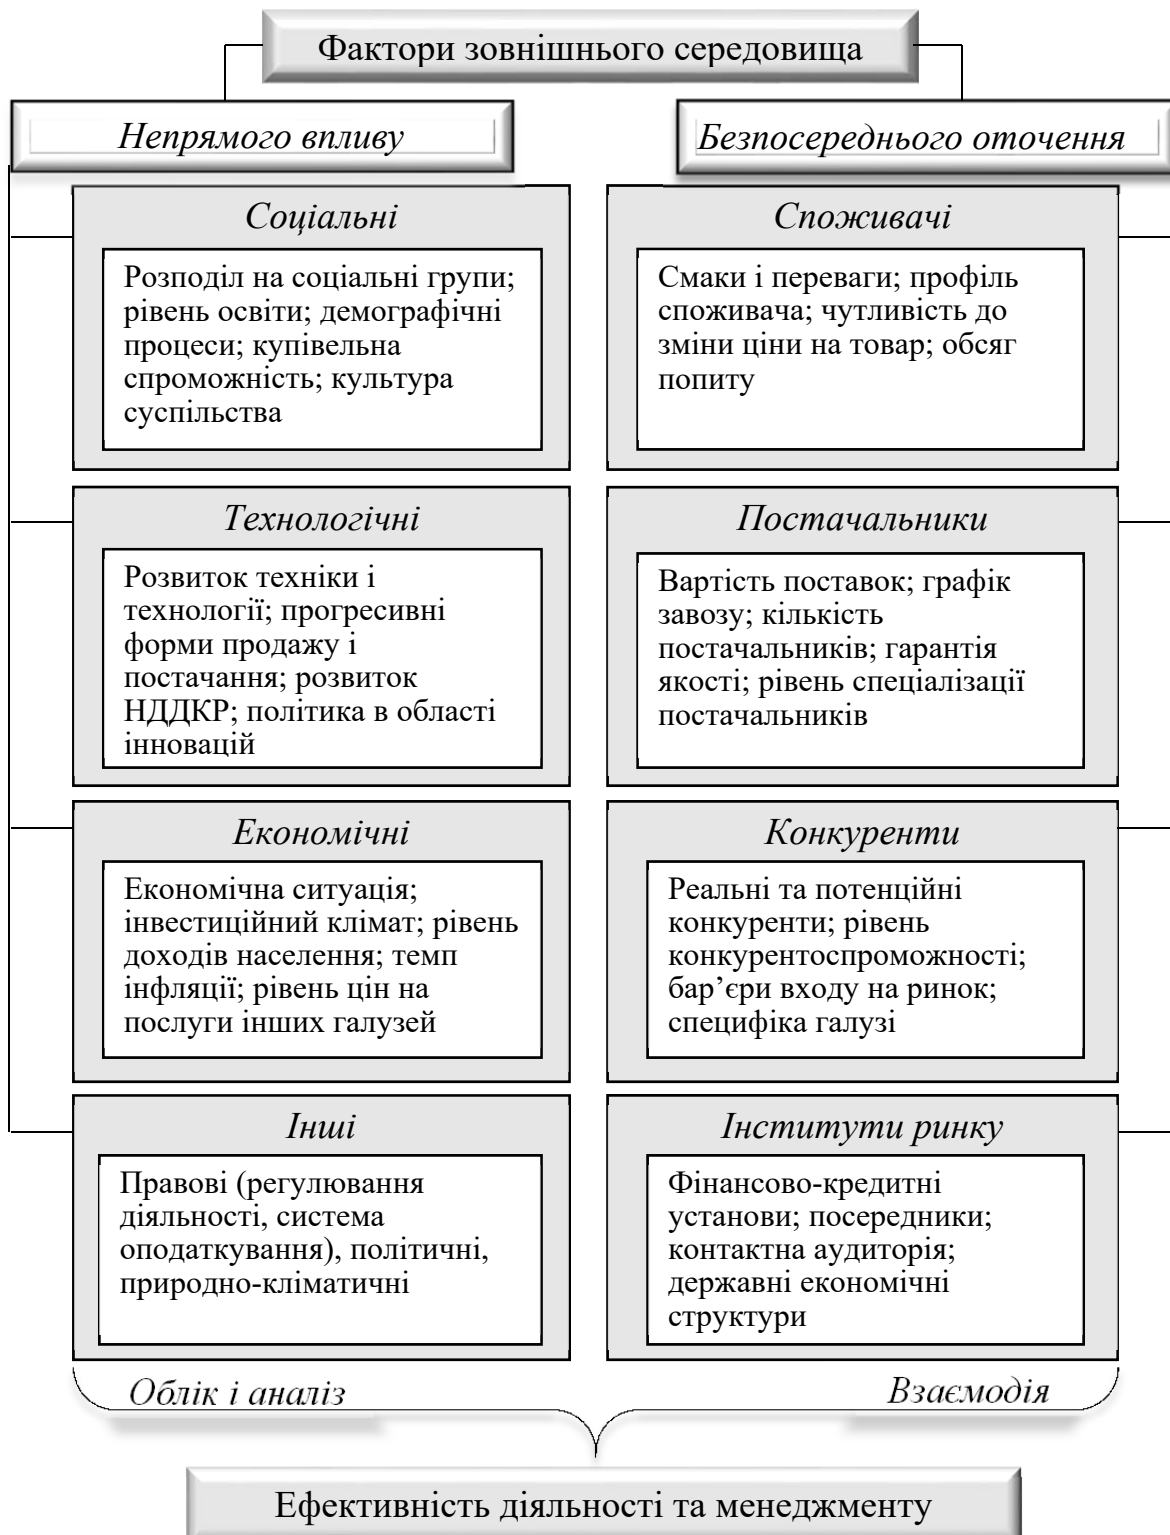 Фактори зовнішнього середовища
Непрямого впливу
Безпосереднього оточення
Соціальні
Розподіл на соціальні групи;
рівень освіти; демографічні
процеси; купівельна
спроможність; культура
суспільства
Споживачі
Смаки і переваги; профіль
споживача; чутливість до
зміни ціни на товар; обсяг
попиту
Технологічні
Розвиток техніки і
технології; прогресивні
форми продажу і
постачання; розвиток
НДДКР; політика в області
інновацій
Постачальники
Вартість поставок; графік
завозу; кількість
постачальників; гарантія
якості; рівень спеціалізації
постачальників
Економічні
Економічна ситуація;
інвестиційний клімат; рівень
доходів населення; темп
інфляції; рівень цін на
послуги інших галузей
Конкуренти
Реальні та потенційні
конкуренти; рівень
конкурентоспроможності;
бар’єри входу на ринок;
специфіка галузі
Інші
Правові (регулювання
діяльності, система
оподаткування), політичні,
природно-кліматичні
Інститути ринку
Фінансово-кредитні
установи; посередники;
контактна аудиторія;
державні економічні
структури
Облік і аналіз
Взаємодія
Ефективність діяльності та менеджменту